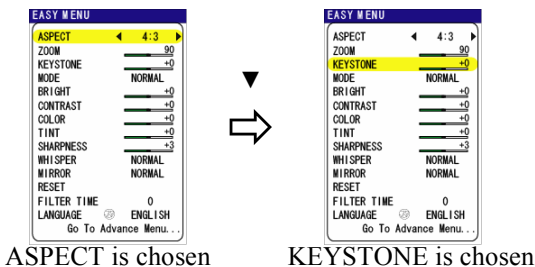 EASY MENU
ASPECT ◀ 4:3 ▶
ZOOM 90
KEYSTONE +0
MODE NORMAL
BRIGHT +0
CONTRAST +0
COLOR +0
TINT +0
SHARPNESS +3
WHISPER NORMAL
MIRROR NORMAL
RESET
FILTER TIME 0
LANGUAGE ENGLISH
Go To Advance Menu...
ASPECT is chosen
▼
EASY MENU
ASPECT ◀ 4:3 ▶
ZOOM 90
KEYSTONE +0
MODE NORMAL
BRIGHT +0
CONTRAST +0
COLOR +0
TINT +0
SHARPNESS +3
WHISPER NORMAL
MIRROR NORMAL
RESET
FILTER TIME 0
LANGUAGE ENGLISH
Go To Advance Menu...
KEYSTONE is chosen